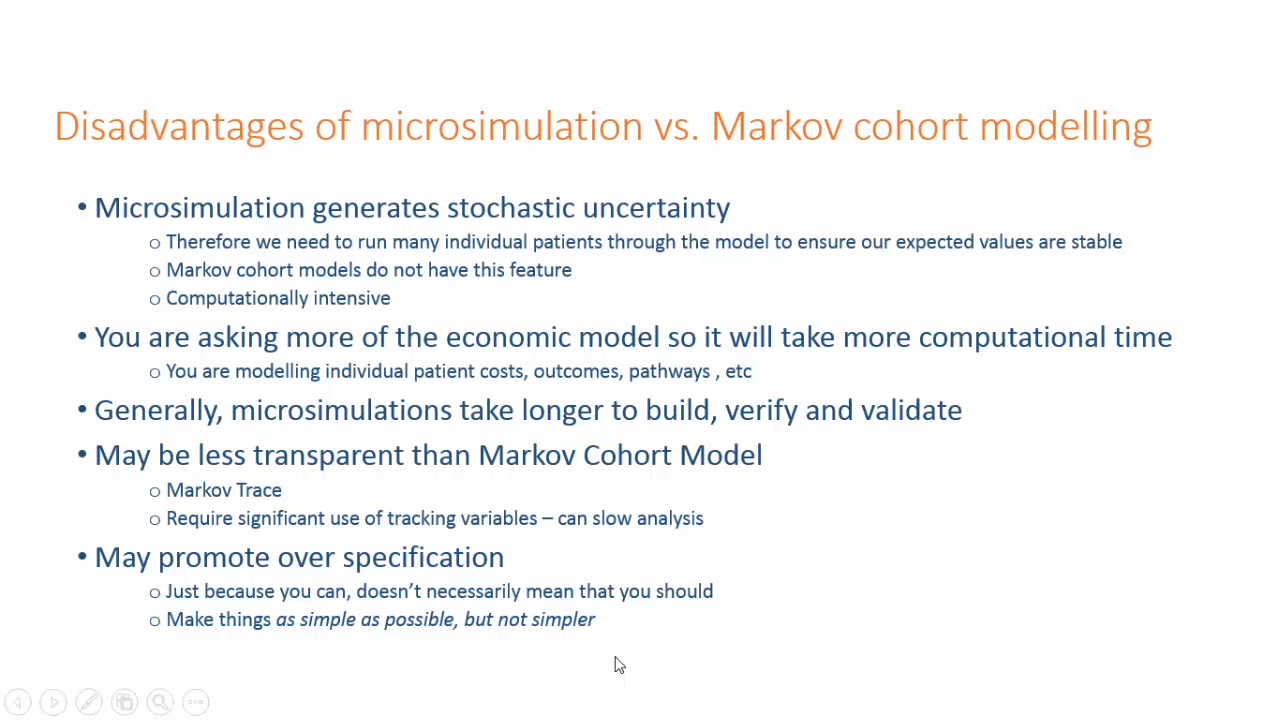 Disadvantages of microsimulation vs. Markov cohort modelling
• Microsimulation generates stochastic uncertainty
o Therefore we need to run many individual patients through the model to ensure our expected values are stable
o Markov cohort models do not have this feature
o Computationally intensive
• You are asking more of the economic model so it will take more computational time
o You are modelling individual patient costs, outcomes, pathways , etc
• Generally, microsimulations take longer to build, verify and validate
• May be less transparent than Markov Cohort Model
o Markov Trace
o Require significant use of tracking variables – can slow analysis
• May promote over specification
o Just because you can, doesn’t necessarily mean that you should
o Make things as simple as possible, but not simpler